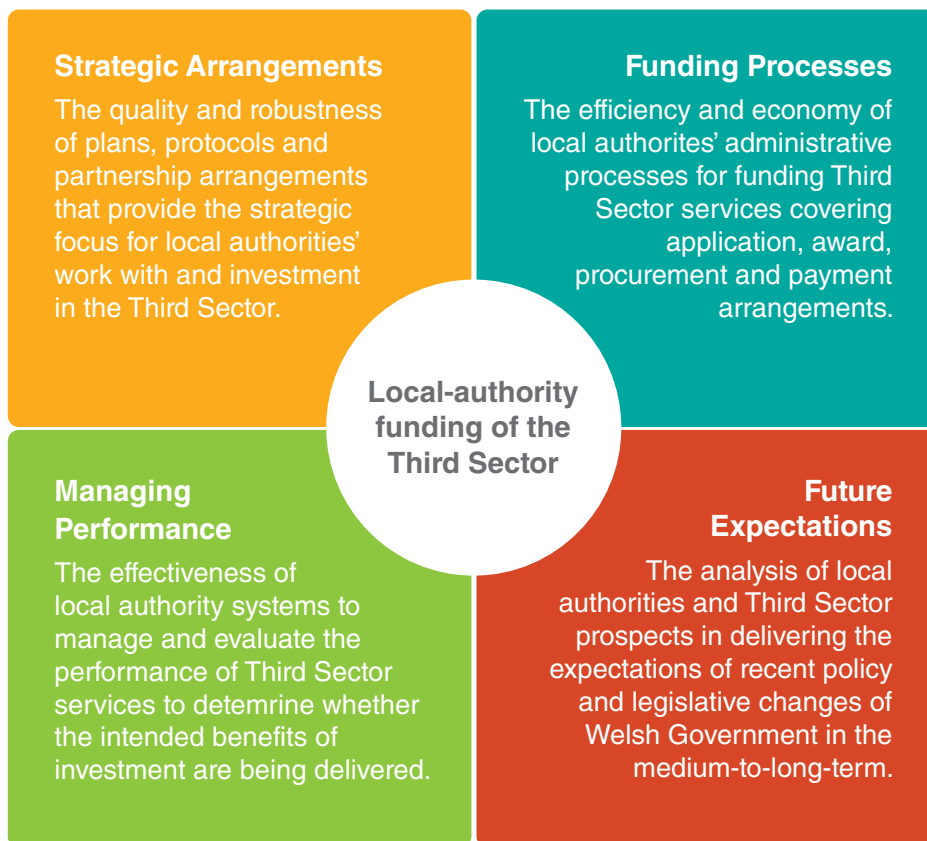 Strategic Arrangements
The quality and robustness
of plans, protocols and
partnership arrangements
that provide the strategic
focus for local authorities’
work with and investment
in the Third Sector.
Funding Processes
The efficiency and economy of
local authorites’ administrative
processes for funding Third
Sector services covering
application, award,
procurement and payment
arrangements.
Local-authority
funding of the
Third Sector
Managing
Performance
The effectiveness of
local authority systems to
manage and evaluate the
performance of Third Sector
services to detemrine whether
the intended benefits of
investment are being delivered.
Future
Expectations
The analysis of local
authorities and Third Sector
prospects in delivering the
expectations of recent policy
and legislative changes of
Welsh Government in the
medium-to-long-term.